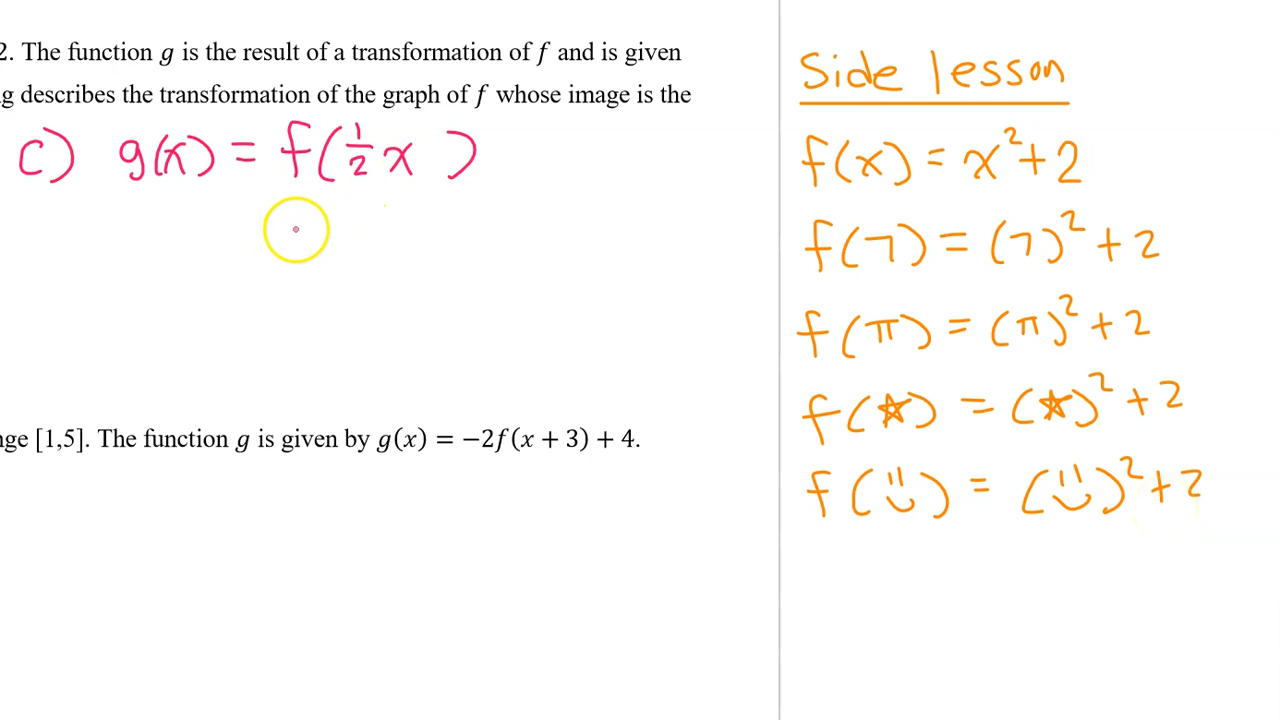 2. The function g is the result of a transformation of f and is given
g describes the transformation of the graph of f whose image is the
c) g(x) = f(½x )
nge [1,5]. The function g is given by g(x) = −2f(x + 3) + 4.
Side lesson
f(x) = x²+2
f(7) = (7)²+2
f(π) = (π)²+2
f(☆) = (☆)²+2
f(ü) = (ü)²+2